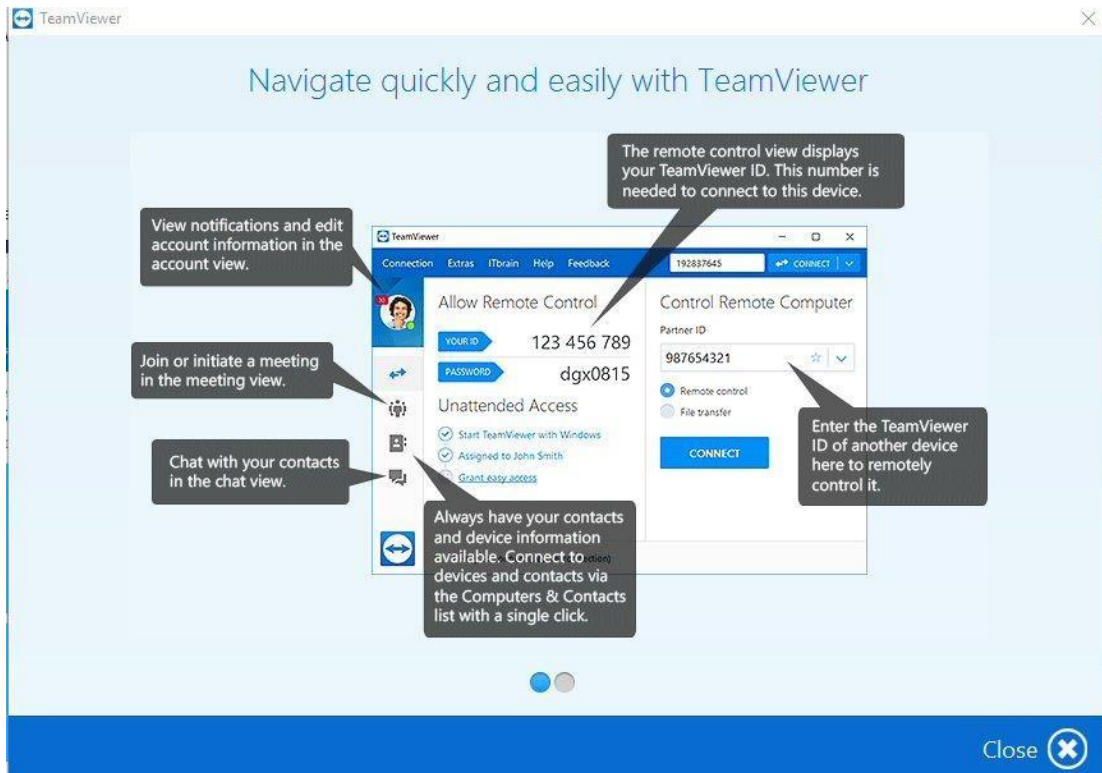 TeamViewer
Navigate quickly and easily with TeamViewer
The remote control view displays
your TeamViewer ID. This number is
needed to connect to this device.
View notifications and edit
account information in the
account view.
TeamViewer
Connection Extras ITbrain Help Feedback 192837645 CONNECT
10
Allow Remote Control
YOUR ID 123 456 789
PASSWORD dgx0815
Unattended Access
Start TeamViewer with Windows
Assigned to John Smith
Grant easy access
Control Remote Computer
Partner ID
987654321
Remote control
File transfer
CONNECT
Join or initiate a meeting
in the meeting view.
Chat with your contacts
in the chat view.
Enter the TeamViewer
ID of another device
here to remotely
control it.
Always have your contacts
and device information
available. Connect to
devices and contacts via
the Computers & Contacts
list with a single click.
Close